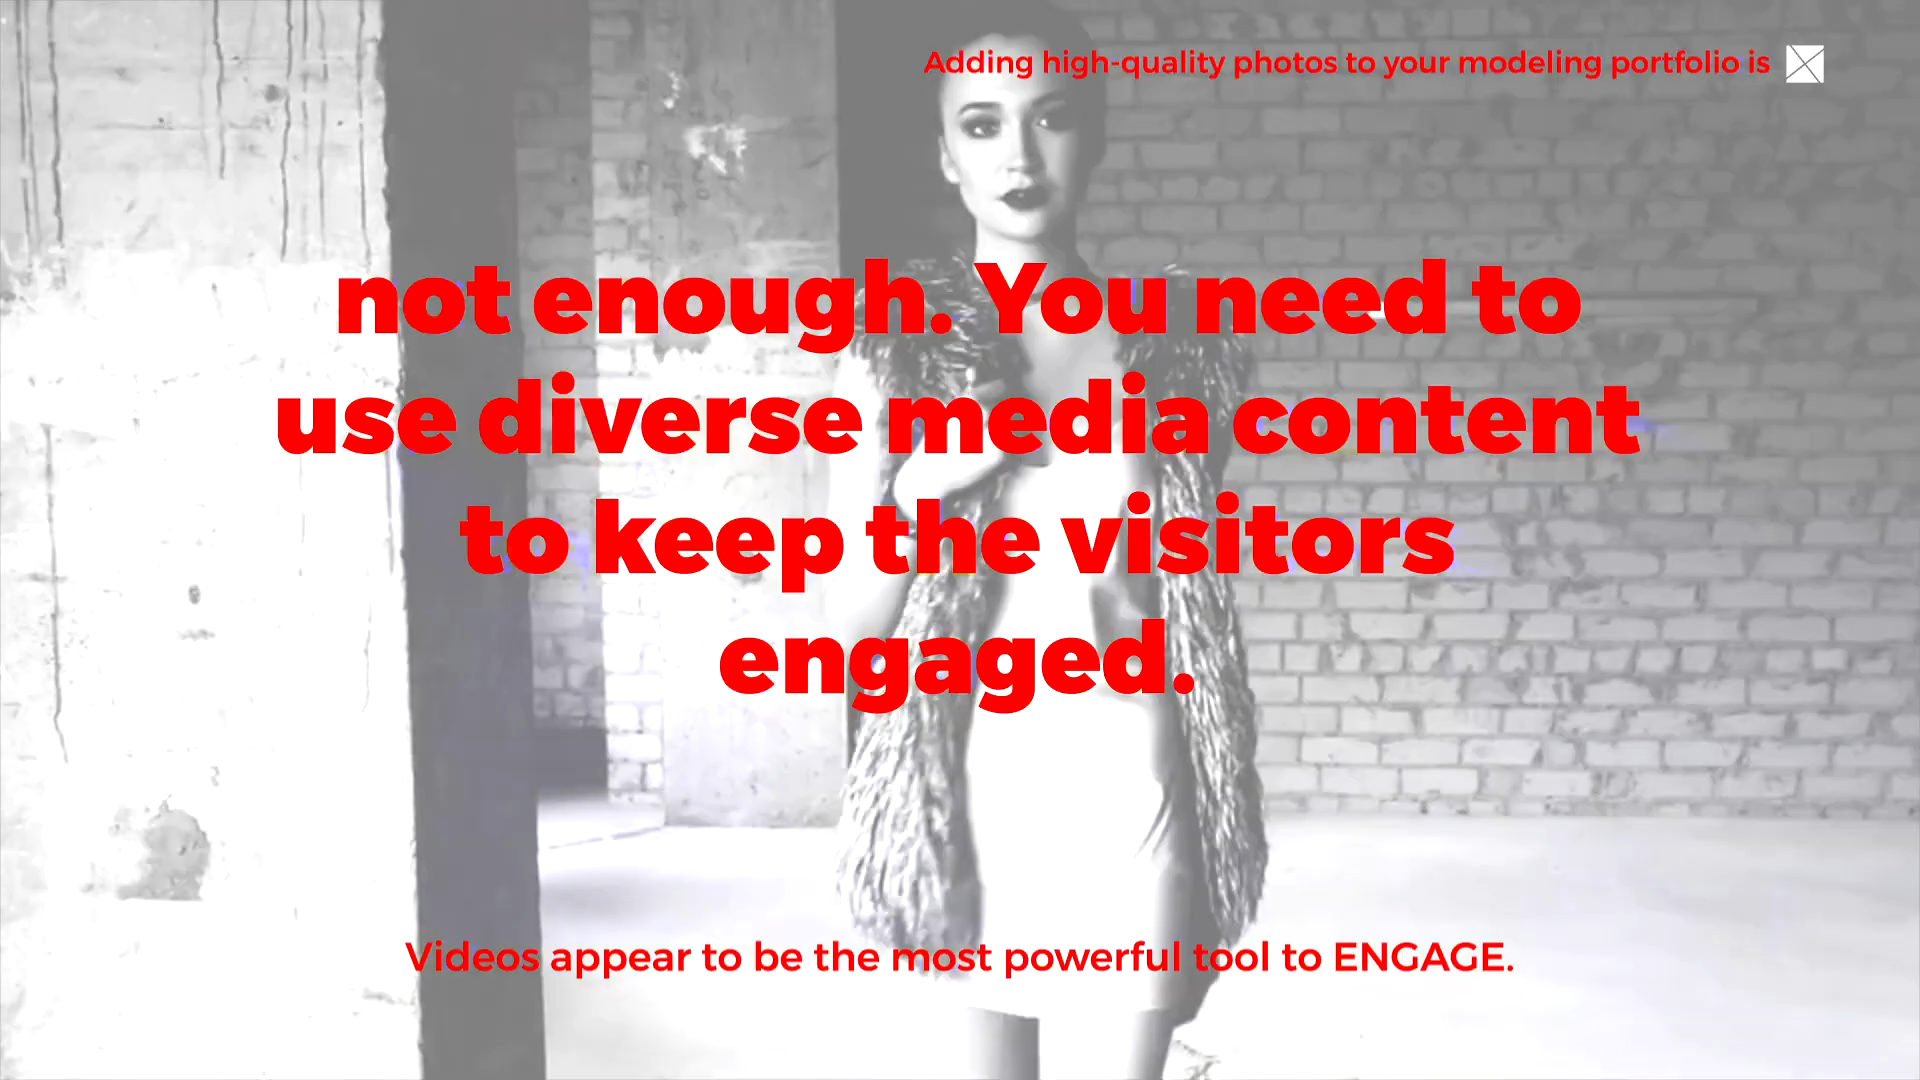 Adding high-quality photos to your modeling portfolio is
not enough. You need to
use diverse media content
to keep the visitors
engaged.
Videos appear to be the most powerful tool to ENGAGE.